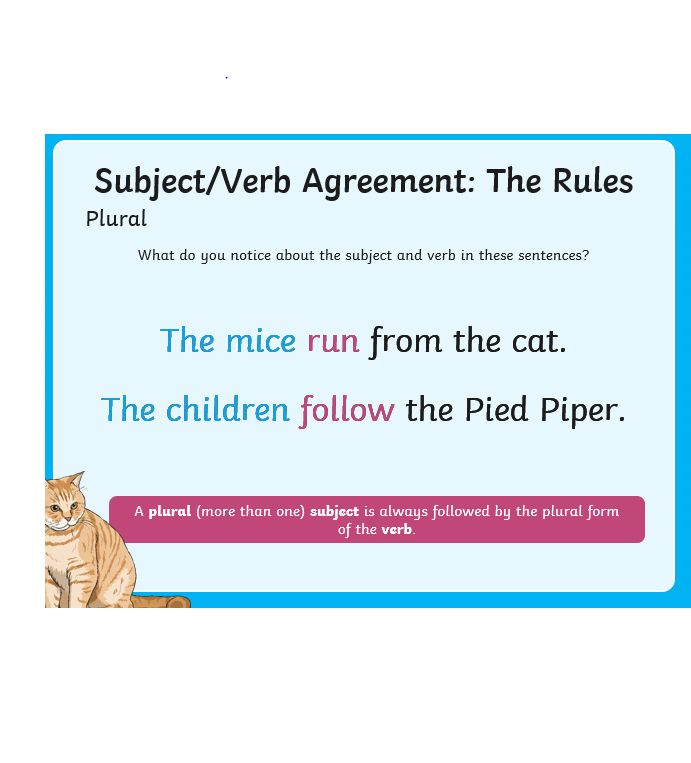 Subject/Verb Agreement: The Rules
Plural
What do you notice about the subject and verb in these sentences?
The mice run from the cat.
The children follow the Pied Piper.
A plural (more than one) subject is always followed by the plural form
of the verb.